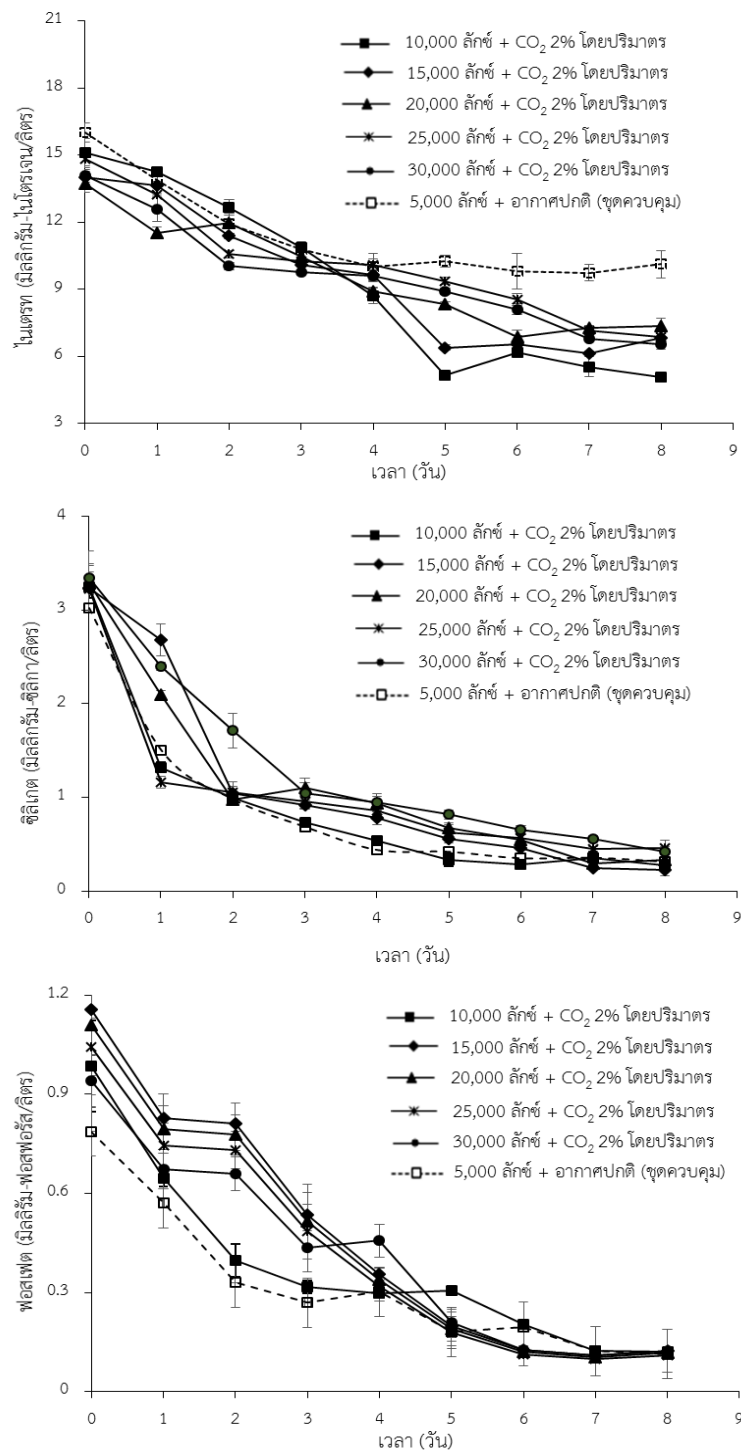 21
18
15
12
9
6
3
ไนเตรท (มิลลิกรัม-ไนโตรเจน/ลิตร)
10,000 ลักซ์ + CO₂ 2% โดยปริมาตร
15,000 ลักซ์ + CO₂ 2% โดยปริมาตร
20,000 ลักซ์ + CO₂ 2% โดยปริมาตร
25,000 ลักซ์ + CO₂ 2% โดยปริมาตร
30,000 ลักซ์ + CO₂ 2% โดยปริมาตร
5,000 ลักซ์ + อากาศปกติ (ชุดควบคุม)
0 1 2 3 4 5 6 7 8 9
เวลา (วัน)
4
3
2
1
0
ซิลิเกต (มิลลิกรัม-ซิลิกา/ลิตร)
10,000 ลักซ์ + CO₂ 2% โดยปริมาตร
15,000 ลักซ์ + CO₂ 2% โดยปริมาตร
20,000 ลักซ์ + CO₂ 2% โดยปริมาตร
25,000 ลักซ์ + CO₂ 2% โดยปริมาตร
30,000 ลักซ์ + CO₂ 2% โดยปริมาตร
5,000 ลักซ์ + อากาศปกติ (ชุดควบคุม)
0 1 2 3 4 5 6 7 8 9
เวลา (วัน)
1.2
0.9
0.6
0.3
0
ฟอสเฟต (มิลลิรัม-ฟอสฟอรัส/ลิตร)
10,000 ลักซ์ + CO₂ 2% โดยปริมาตร
15,000 ลักซ์ + CO₂ 2% โดยปริมาตร
20,000 ลักซ์ + CO₂ 2% โดยปริมาตร
25,000 ลักซ์ + CO₂ 2% โดยปริมาตร
30,000 ลักซ์ + CO₂ 2% โดยปริมาตร
5,000 ลักซ์ + อากาศปกติ (ชุดควบคุม)
0 1 2 3 4 5 6 7 8 9
เวลา (วัน)